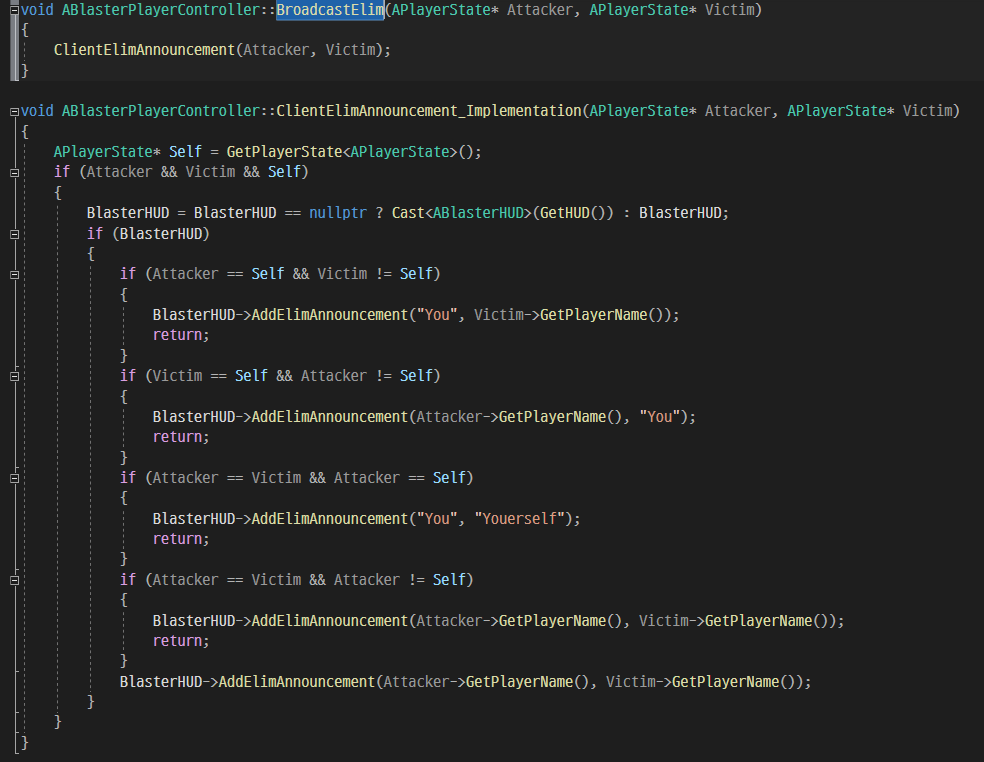 void ABlasterPlayerController::BroadcastElim(APlayerState* Attacker, APlayerState* Victim)
{
    ClientElimAnnouncement(Attacker, Victim);
}
void ABlasterPlayerController::ClientElimAnnouncement_Implementation(APlayerState* Attacker, APlayerState* Victim)
{
    APlayerState* Self = GetPlayerState<APlayerState>();
    if (Attacker && Victim && Self)
    {
        BlasterHUD = BlasterHUD == nullptr ? Cast<ABlasterHUD>(GetHUD()) : BlasterHUD;
        if (BlasterHUD)
        {
            if (Attacker == Self && Victim != Self)
            {
                BlasterHUD->AddElimAnnouncement("You", Victim->GetPlayerName());
                return;
            }
            if (Victim == Self && Attacker != Self)
            {
                BlasterHUD->AddElimAnnouncement(Attacker->GetPlayerName(), "You");
                return;
            }
            if (Attacker == Victim && Attacker == Self)
            {
                BlasterHUD->AddElimAnnouncement("You", "Youerself");
                return;
            }
            if (Attacker == Victim && Attacker != Self)
            {
                BlasterHUD->AddElimAnnouncement(Attacker->GetPlayerName(), Victim->GetPlayerName());
                return;
            }
            BlasterHUD->AddElimAnnouncement(Attacker->GetPlayerName(), Victim->GetPlayerName());
        }
    }
}